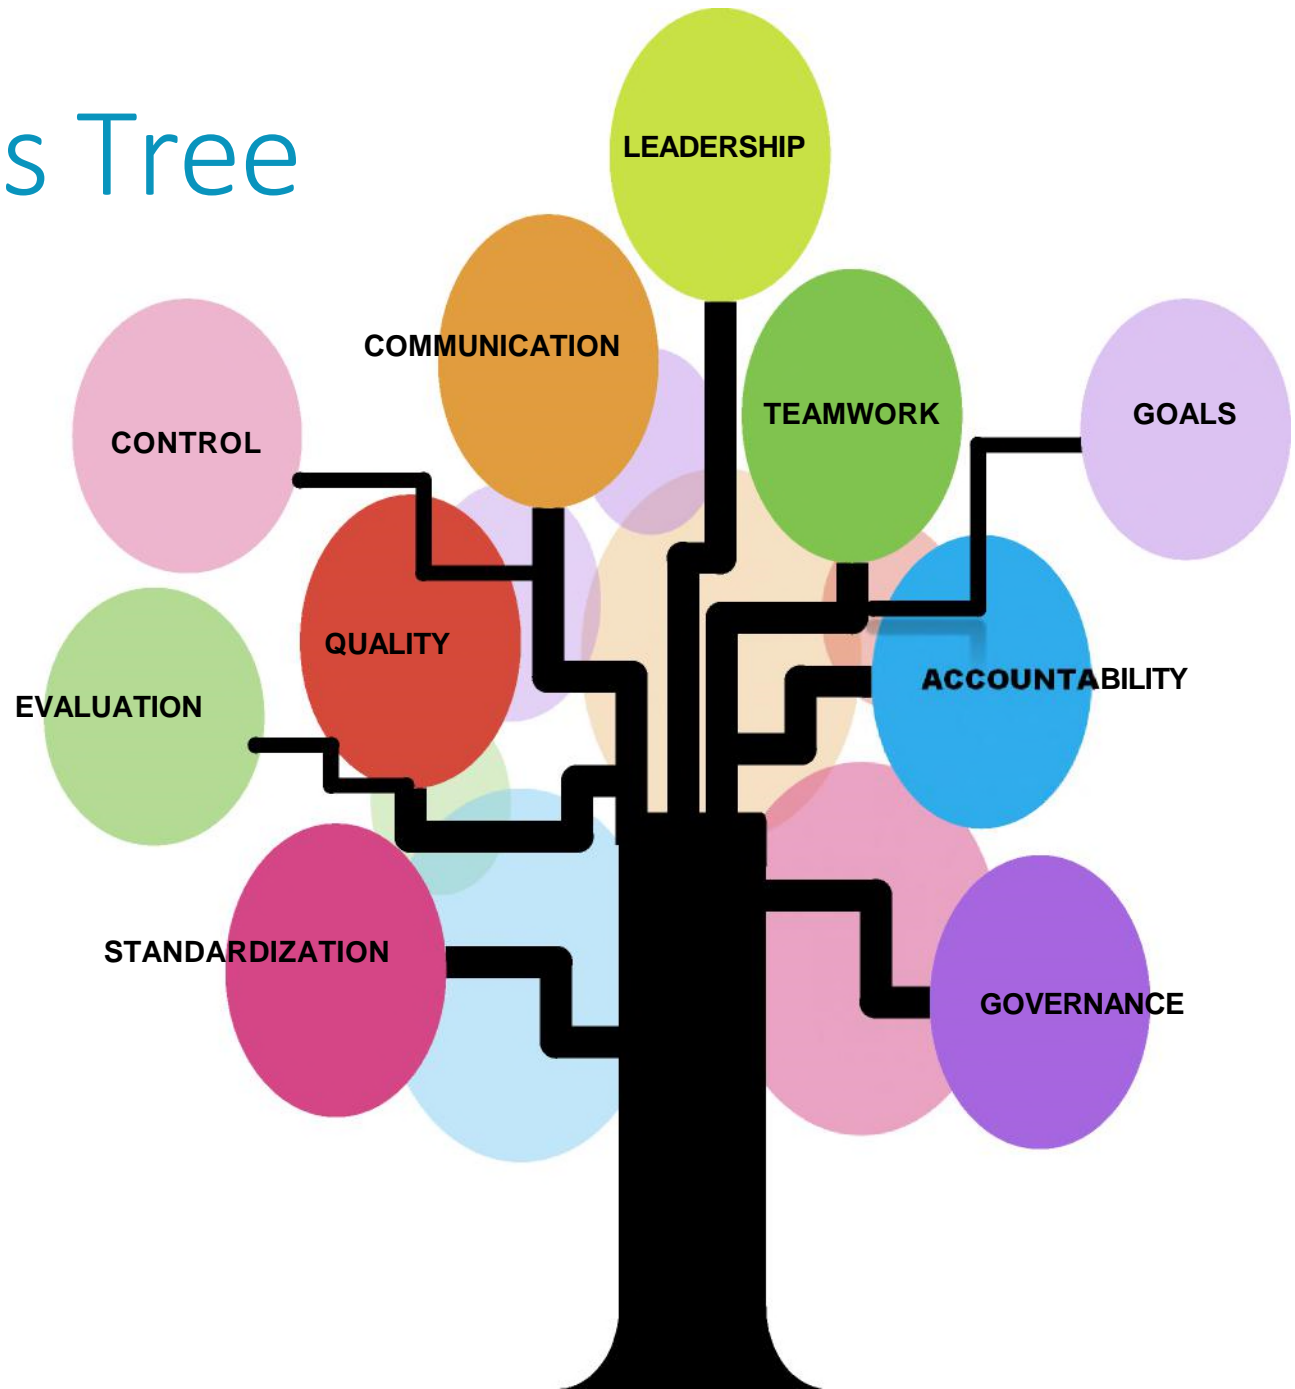 s Tree
LEADERSHIP
COMMUNICATION
TEAMWORK
GOALS
CONTROL
QUALITY
ACCOUNTABILITY
EVALUATION
STANDARDIZATION
GOVERNANCE